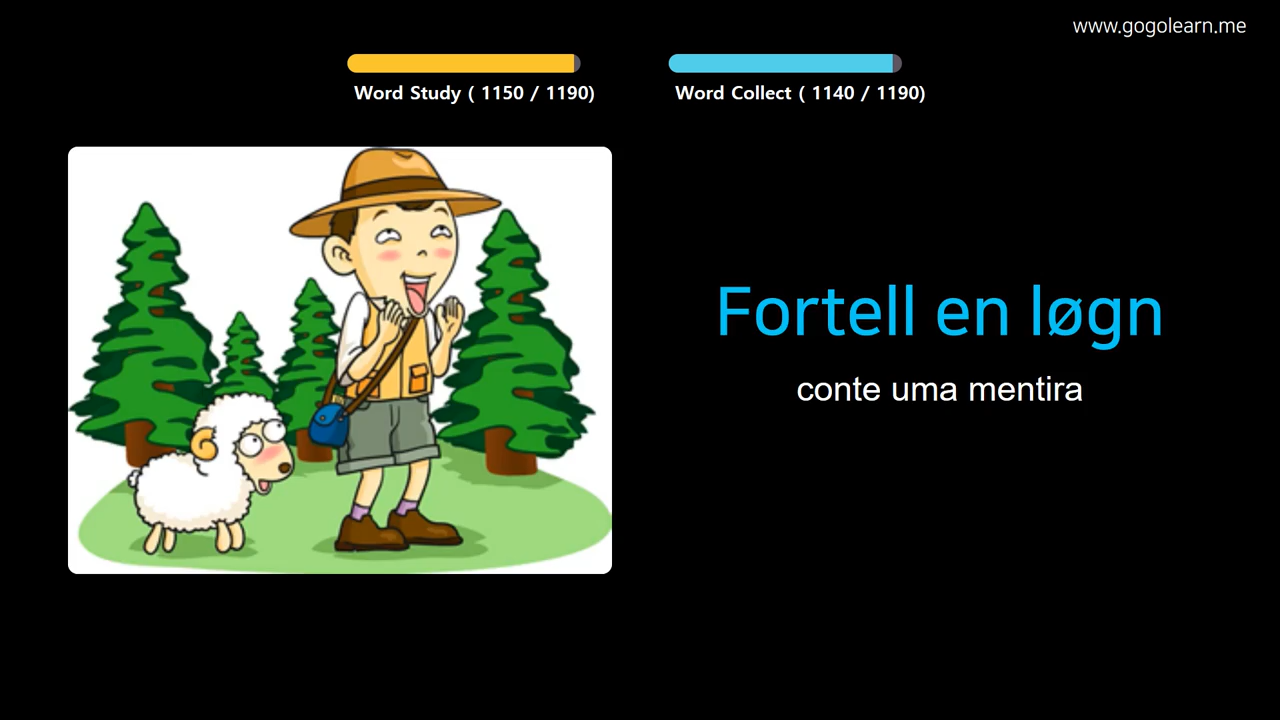 www.gogolearn.me
Word Study ( 1150 / 1190)
Word Collect ( 1140 / 1190)
Fortell en løgn
conte uma mentira